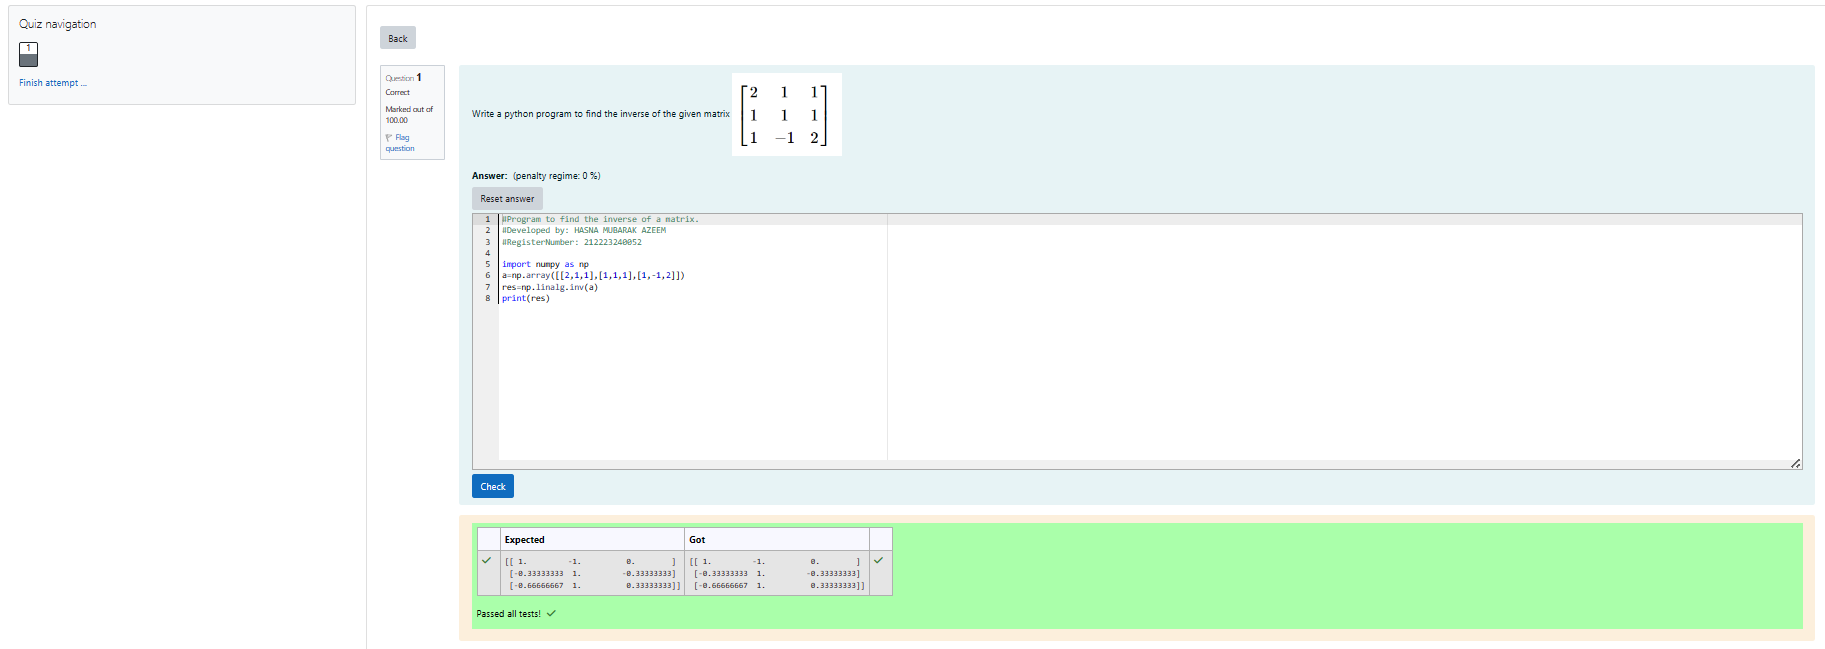 Quiz navigation
1
Finish attempt ...
Back
Question 1
Correct
Marked out of
100.00
Flag
question
Write a python program to find the inverse of the given matrix
2 1 1
1 1 1
1 −1 2
Answer: (penalty regime: 0 %)
Reset answer
1 #Program to find the inverse of a matrix.
2 #Developed by: HASNA MUBARAK AZEEM
3 #RegisterNumber: 212223240052
4
5 import numpy as np
6 a=np.array([[2,1,1],[1,1,1],[1,-1,2]])
7 res=np.linalg.inv(a)
8 print(res)
Check
Expected Got
[[ 1. -1. 0. ] [[ 1. -1. 0. ]
[-0.33333333 1. -0.33333333] [-0.33333333 1. -0.33333333]
[-0.66666667 1. 0.33333333]] [-0.66666667 1. 0.33333333]]
Passed all tests!